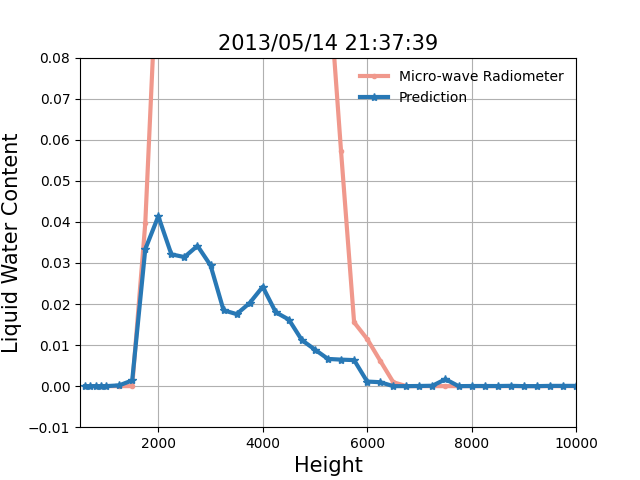 2013/05/14 21:37:39
Micro-wave Radiometer
Prediction
Liquid Water Content
0.08
0.07
0.06
0.05
0.04
0.03
0.02
0.01
0.00
−0.01
2000 4000 6000 8000 10000
Height